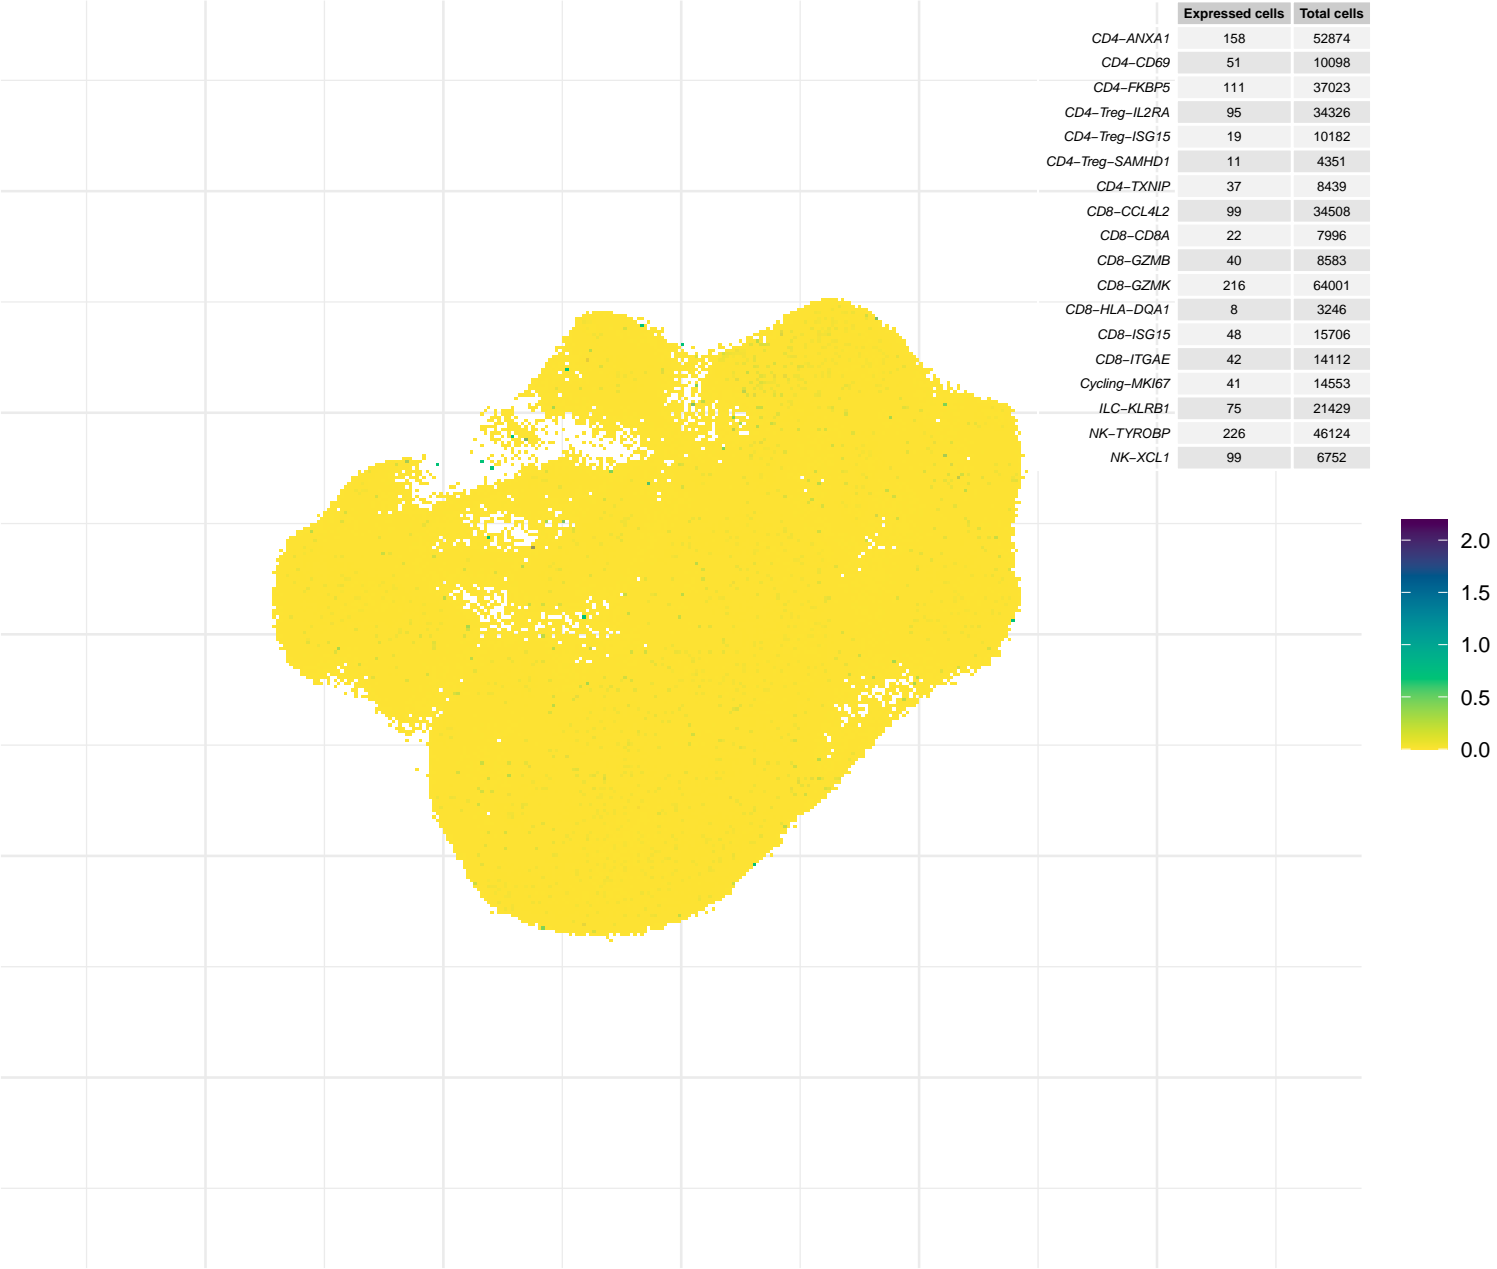 Expressed cells Total cells
CD4−ANXA1 158 52874
CD4−CD69 51 10098
CD4−FKBP5 111 37023
CD4−Treg−IL2RA 95 34326
CD4−Treg−ISG15 19 10182
CD4−Treg−SAMHD1 11 4351
CD4−TXNIP 37 8439
CD8−CCL4L2 99 34508
CD8−CD8A 22 7996
CD8−GZMB 40 8583
CD8−GZMK 216 64001
CD8−HLA−DQA1 8 3246
CD8−ISG15 48 15706
CD8−ITGAE 42 14112
Cycling−MKI67 41 14553
ILC−KLRB1 75 21429
NK−TYROBP 226 46124
NK−XCL1 99 6752
2.0
1.5
1.0
0.5
0.0